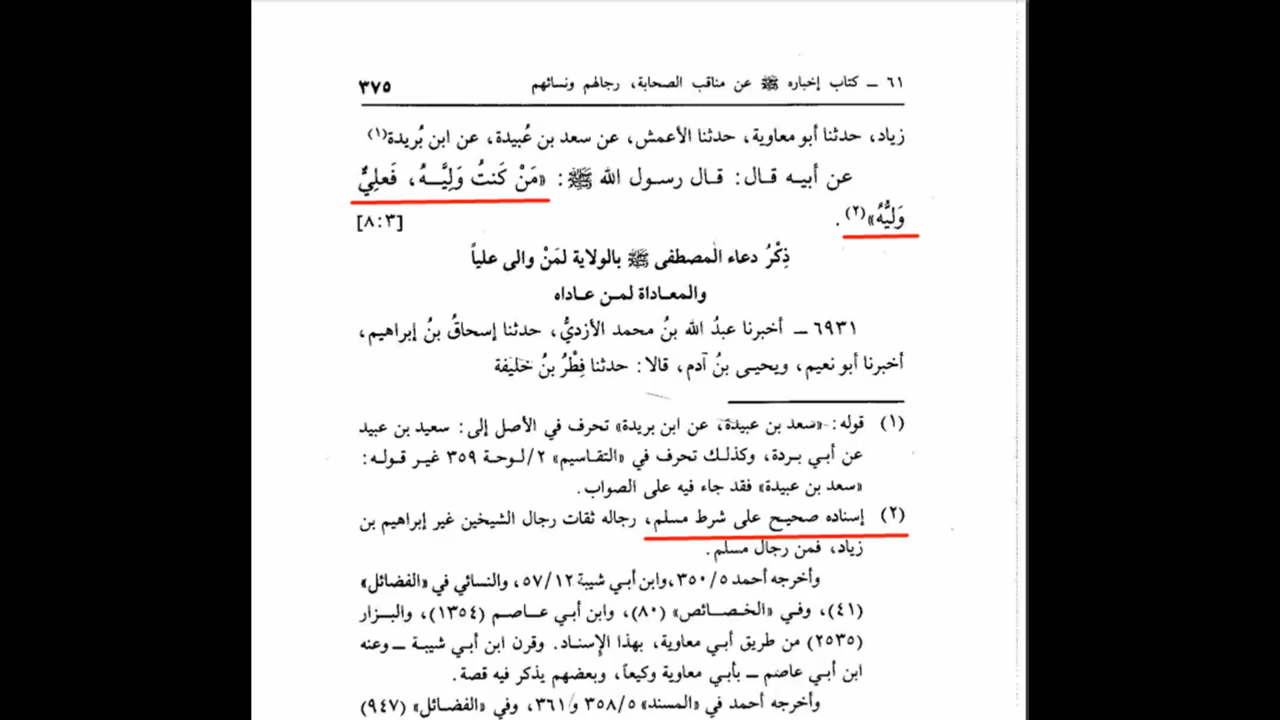 ٦١ ـ كتاب إخباره ﷺ عن مناقب الصحابة، رجالهم ونسائهم ٣٧٥
زياد، حدثنا أبو معاوية، حدثنا الأعمش، عن سعد بن عُبيدة، عن ابن بُريدة(١)
عن أبيه قال: قال رسول الله ﷺ: «مَنْ كَنتُ وَلِيَّهُ، فَعلِيٌّ
وَلِيُّهُ»(٢). [٨:٣]
ذِكْرُ دعاء المصطفى ﷺ بالولاية لمَنْ والى علياً
والمعاداة لمن عاداه
٦٩٣١ ـ أخبرنا عبدُ الله بنُ محمد الأزديُّ، حدثنا إسحاقُ بنُ إبراهيم،
أخبرنا أبو نعيم، ويحيى بنُ آدم، قالا: حدثنا فِطْرُ بنُ خليفة
(١) قوله: «سعد بن عبيدة، عن ابن بريدة» تحرف في الأصل إلى: سعيد بن عبيد
عن أبي بردة، وكذلك تحرف في «التقاسيم» ٢/لوحة ٣٥٩ غير قوله:
«سعد بن عبيدة» فقد جاء فيه على الصواب.
(٢) إسناده صحيح على شرط مسلم، رجاله ثقات رجال الشيخين غير إبراهيم بن
زياد، فمن رجال مسلم.
وأخرجه أحمد ٣٥٠/٥، وابن أبي شيبة ٥٧/١٢، والنسائي في «الفضائل»
(٤١)، وفي «الخصائص» (٨٠)، وابن أبي عاصم (١٣٥٤)، والبزار
(٢٥٣٥) من طريق أبي معاوية، بهذا الإسناد. وقرن ابن أبي شيبة ـ وعنه
ابن أبي عاصم ـ بأبي معاوية وكيعاً، وبعضهم يذكر فيه قصة.
وأخرجه أحمد في «المسند» ٣٥٨/٥ و٣٦١، وفي «الفضائل» (٩٤٧)